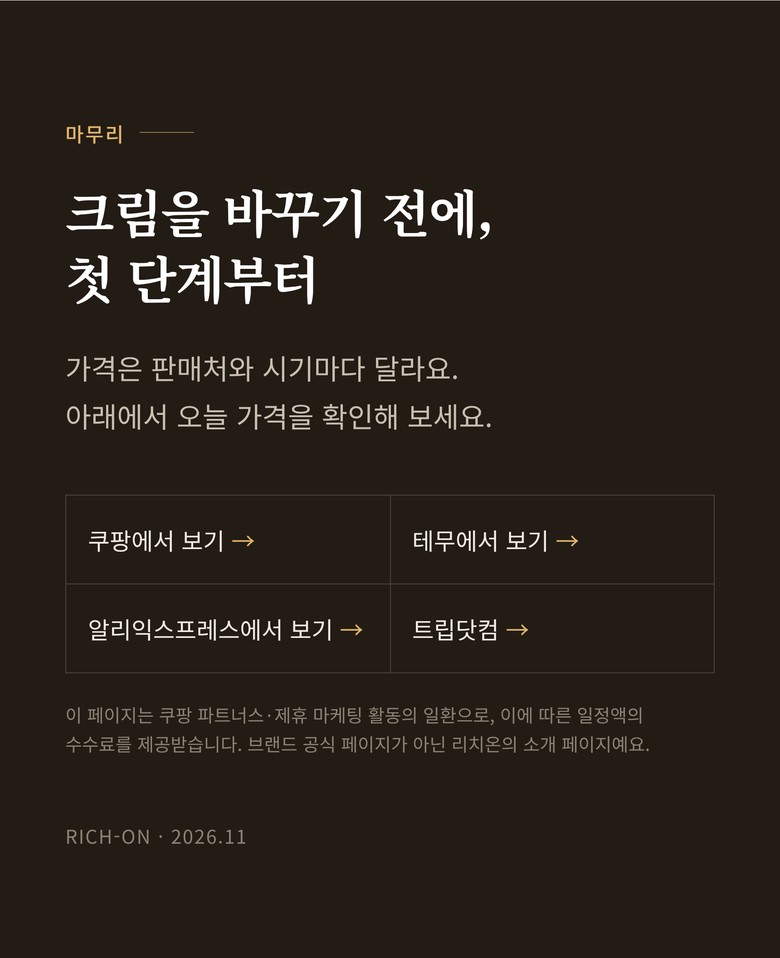 마무리
크림을 바꾸기 전에,
첫 단계부터
가격은 판매처와 시기마다 달라요.
아래에서 오늘 가격을 확인해 보세요.
쿠팡에서 보기 →
테무에서 보기 →
알리익스프레스에서 보기 →
트립닷컴 →
이 페이지는 쿠팡 파트너스·제휴 마케팅 활동의 일환으로, 이에 따른 일정액의
수수료를 제공받습니다. 브랜드 공식 페이지가 아닌 리치온의 소개 페이지예요.
RICH-ON · 2026.11